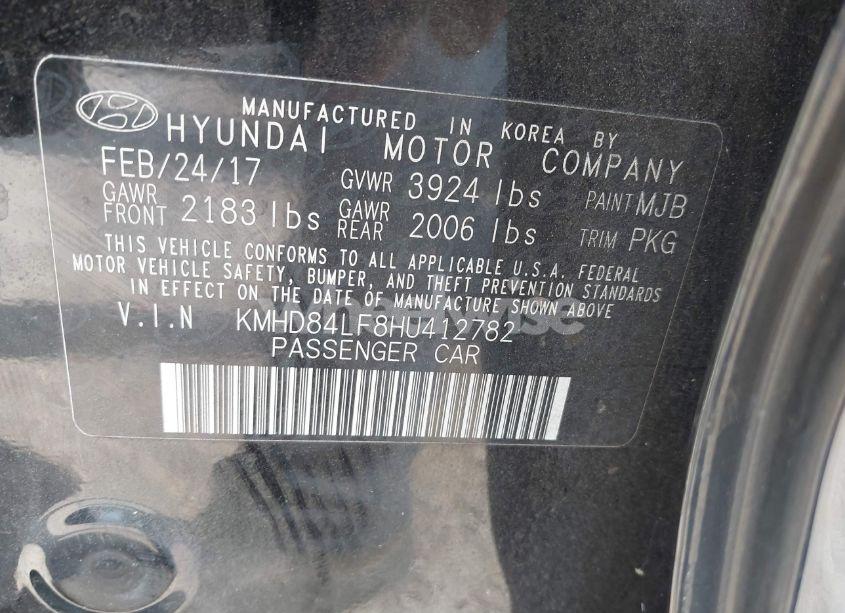 MANUFACTURED IN KOREA BY
HYUNDAI MOTOR COMPANY
FEB/24/17 GVWR 3924 lbs PAINT MJB
GAWR FRONT 2183 lbs GAWR REAR 2006 lbs TRIM PKG
THIS VEHICLE CONFORMS TO ALL APPLICABLE U.S.A. FEDERAL
MOTOR VEHICLE SAFETY, BUMPER, AND THEFT PREVENTION STANDARDS
IN EFFECT ON THE DATE OF MANUFACTURE SHOWN ABOVE
V.I.N KMHD84LF8HU412782
PASSENGER CAR